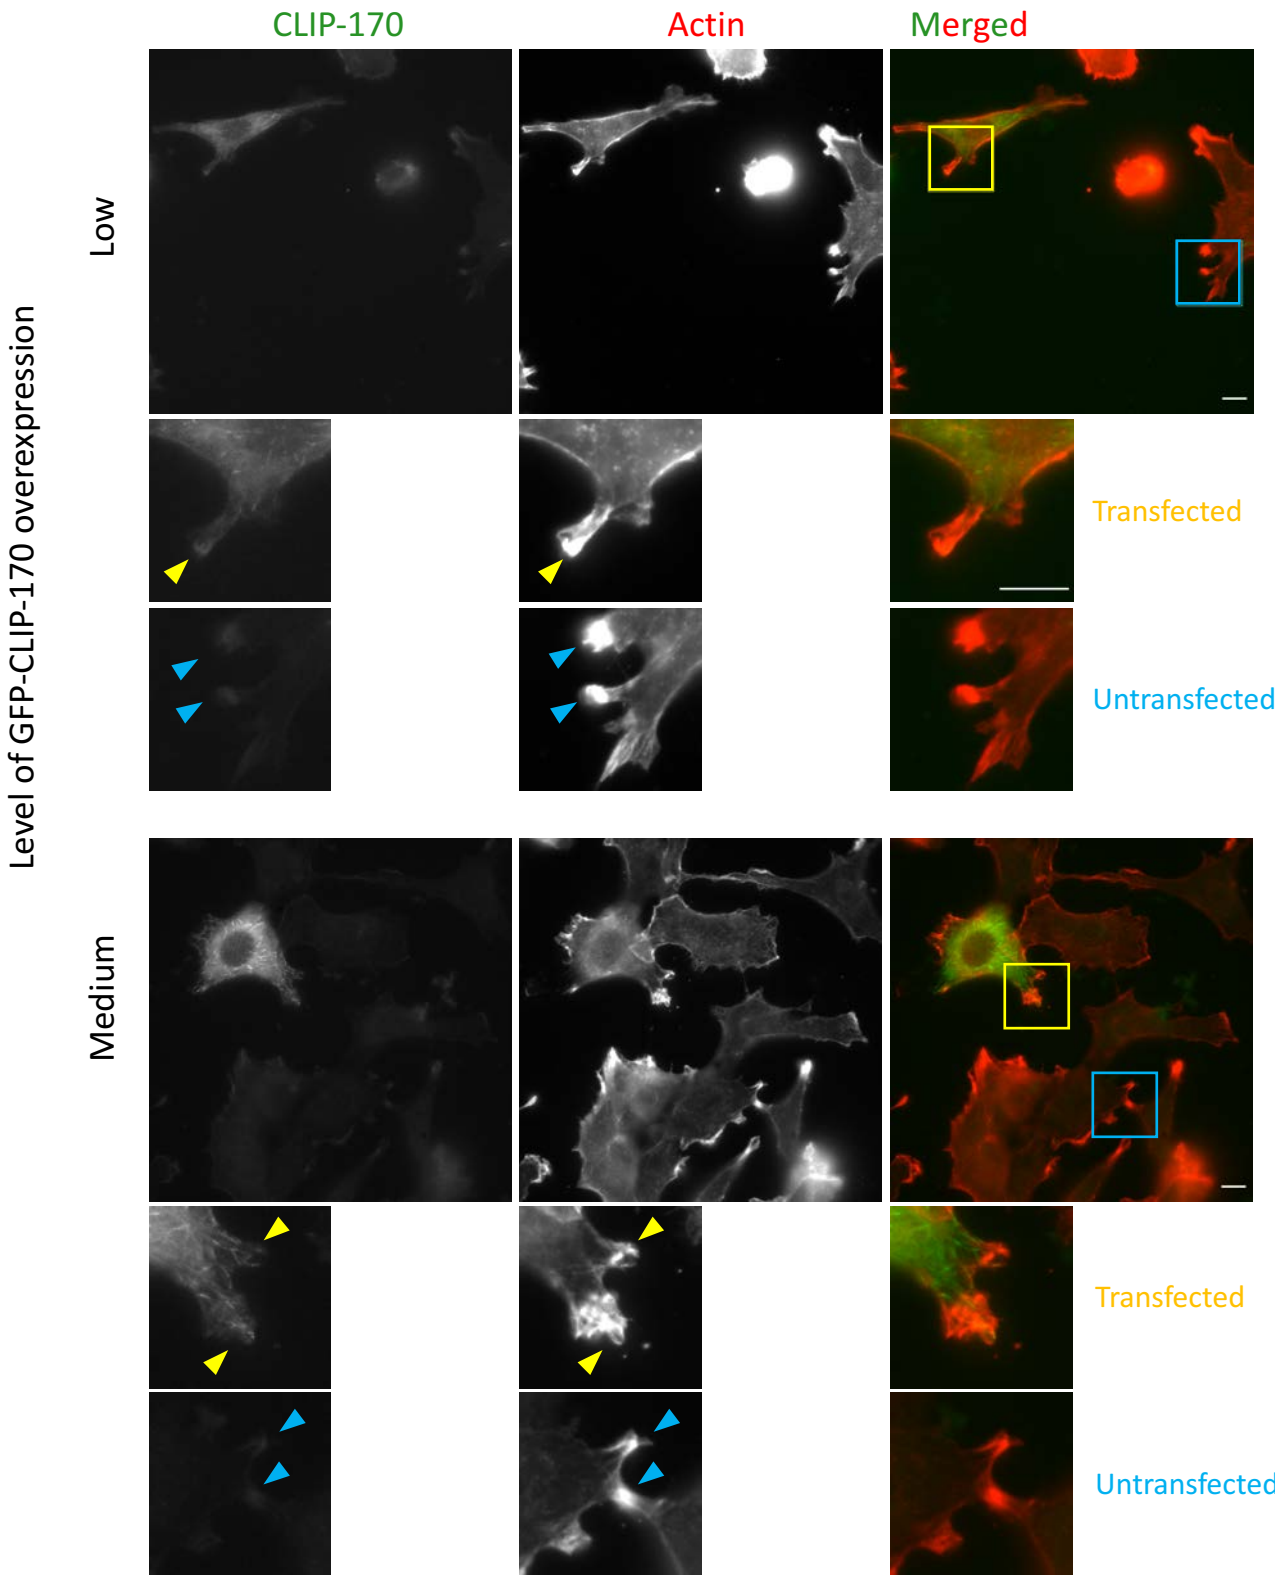 CLIP-170
Actin
Merged
Level of GFP-CLIP-170 overexpression
Low
Transfected
Untransfected
Medium
Transfected
Untransfected